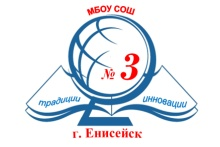 МБОУ СОШ
№ 3
традиции инновации
г. Енисейск